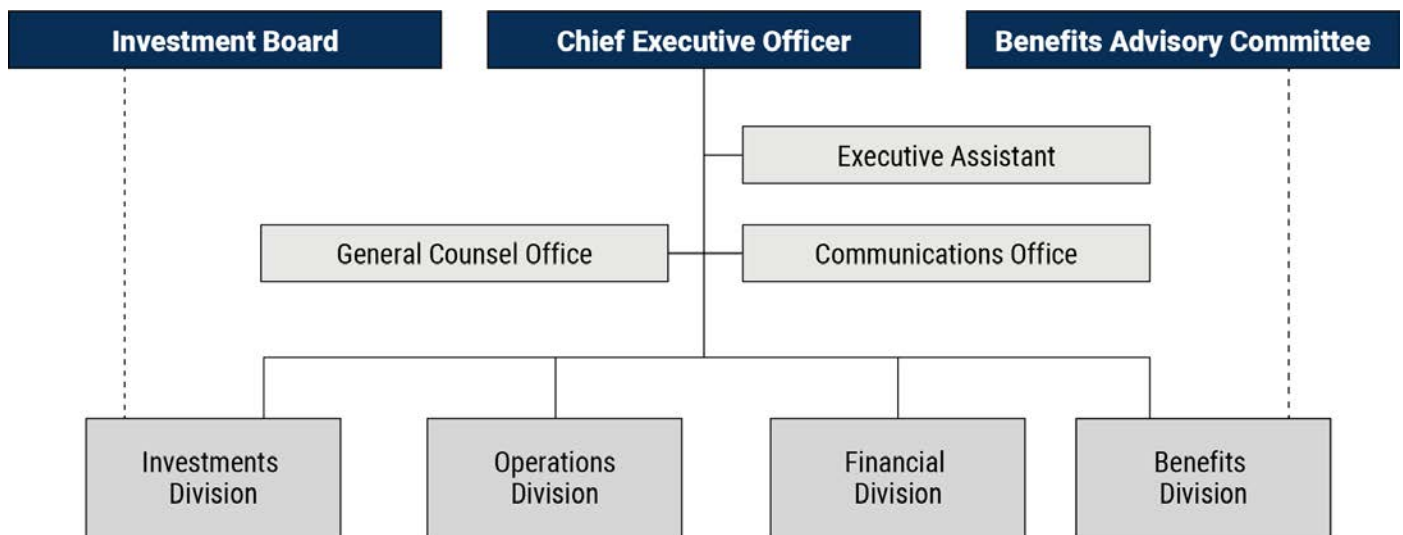 Investment Board
Chief Executive Officer
Benefits Advisory Committee
Executive Assistant
General Counsel Office
Communications Office
Investments
Division
Operations
Division
Financial
Division
Benefits
Division